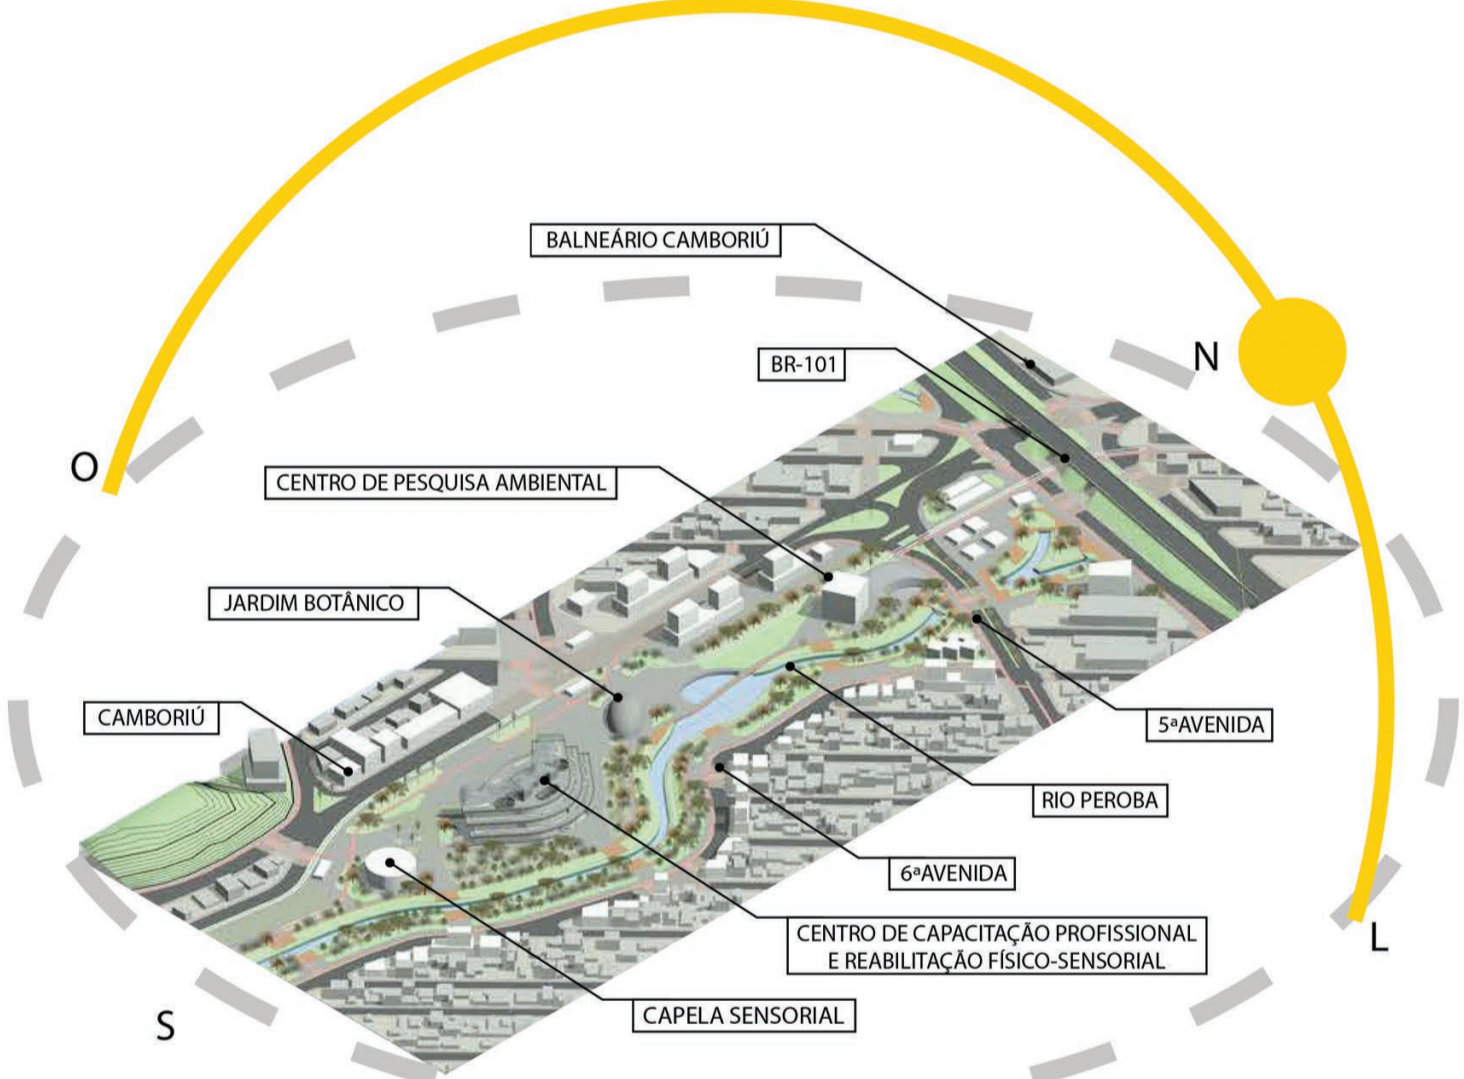 BALNEÁRIO CAMBORIÚ
BR-101
N
O
CENTRO DE PESQUISA AMBIENTAL
JARDIM BOTÂNICO
CAMBORIÚ
5ªAVENIDA
RIO PEROBA
6ªAVENIDA
CENTRO DE CAPACITAÇÃO PROFISSIONAL
E REABILITAÇÃO FÍSICO-SENSORIAL
L
CAPELA SENSORIAL
S